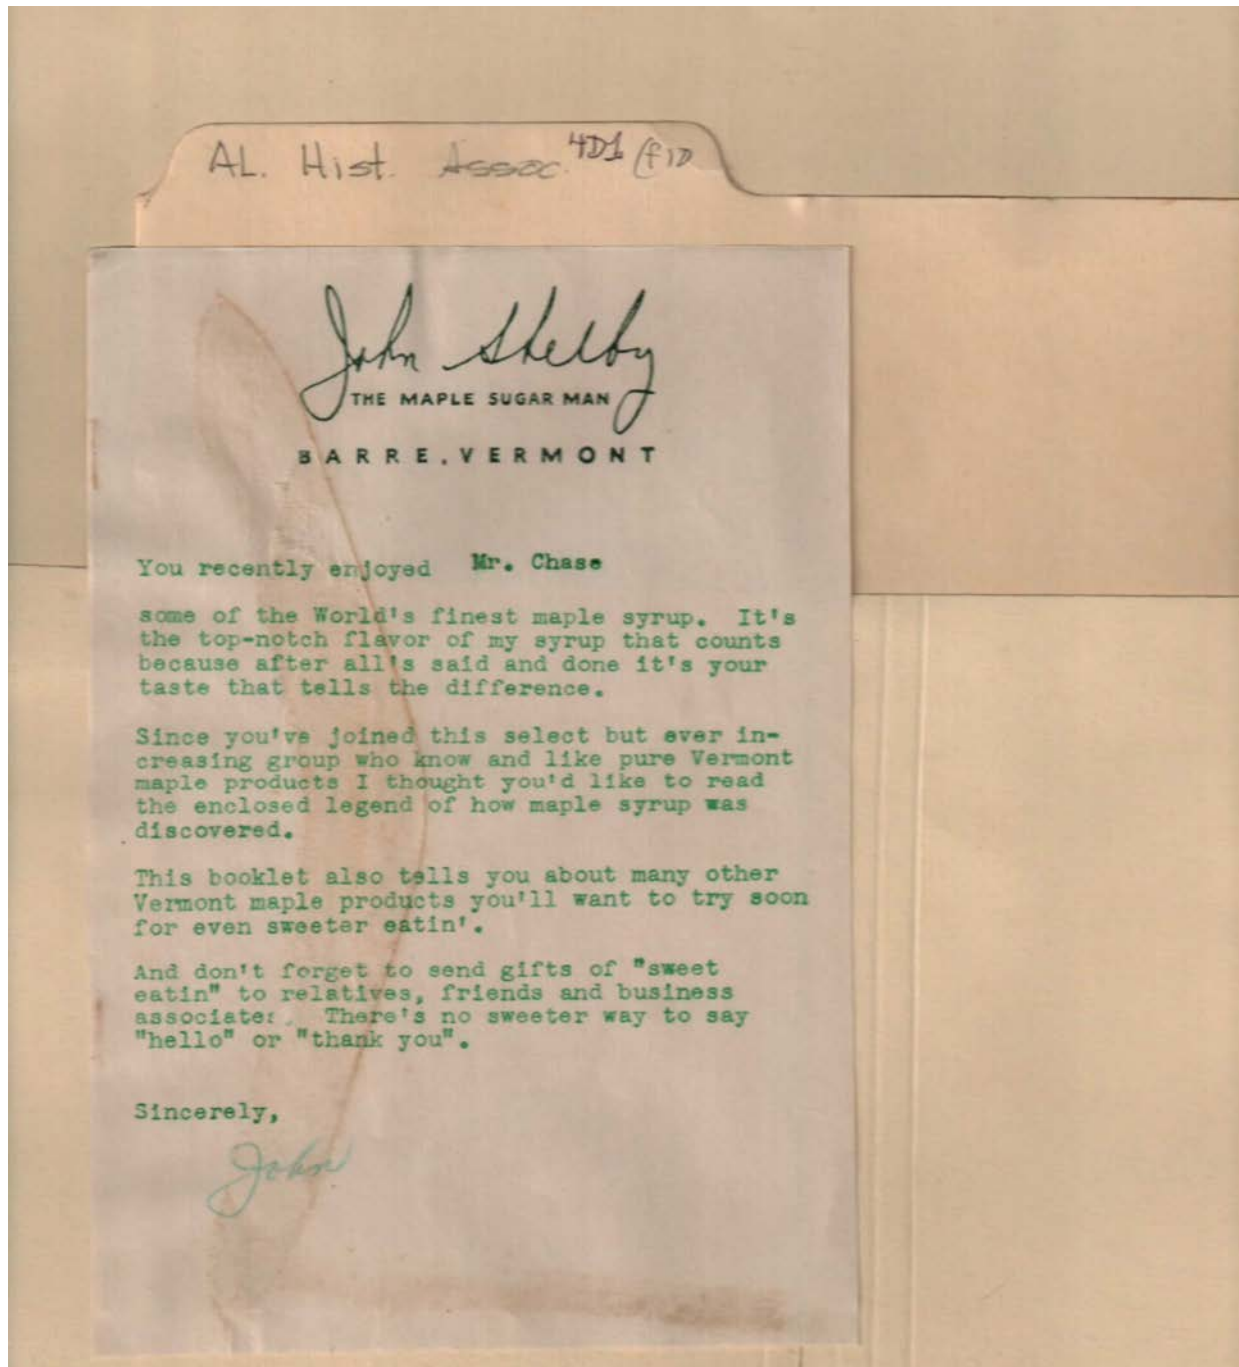 AL. Hist. Assoc. 4D1 (f10
John Shelby
THE MAPLE SUGAR MAN
BARRE, VERMONT
You recently enjoyed Mr. Chase
some of the World's finest maple syrup. It's
the top-notch flavor of my syrup that counts
because after all's said and done it's your
taste that tells the difference.
Since you've joined this select but ever in-
creasing group who know and like pure Vermont
maple products I thought you'd like to read
the enclosed legend of how maple syrup was
discovered.
This booklet also tells you about many other
Vermont maple products you'll want to try soon
for even sweeter eatin'.
And don't forget to send gifts of "sweet
eatin" to relatives, friends and business
associates. There's no sweeter way to say
"hello" or "thank you".
Sincerely,
John